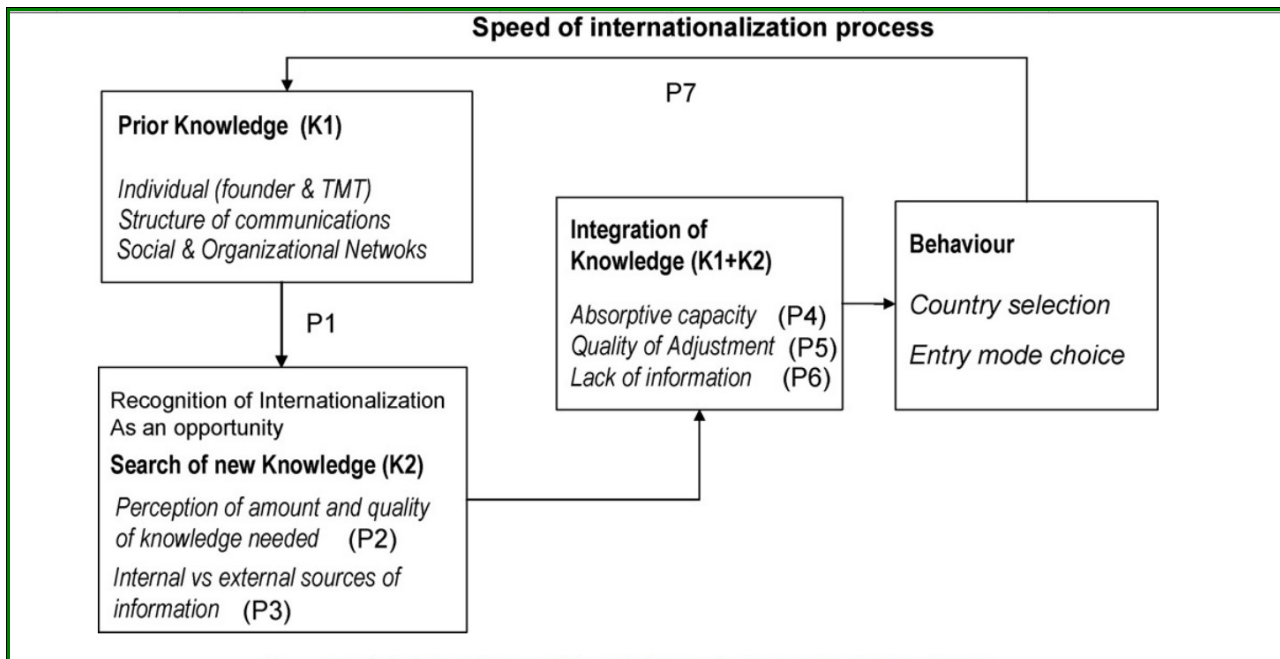 Speed of internationalization process
P7
Prior Knowledge (K1)
Individual (founder & TMT)
Structure of communications
Social & Organizational Netwoks
P1
Recognition of Internationalization
As an opportunity
Search of new Knowledge (K2)
Perception of amount and quality
of knowledge needed (P2)
Internal vs external sources of
information (P3)
Integration of
Knowledge (K1+K2)
Absorptive capacity (P4)
Quality of Adjustment (P5)
Lack of information (P6)
Behaviour
Country selection
Entry mode choice